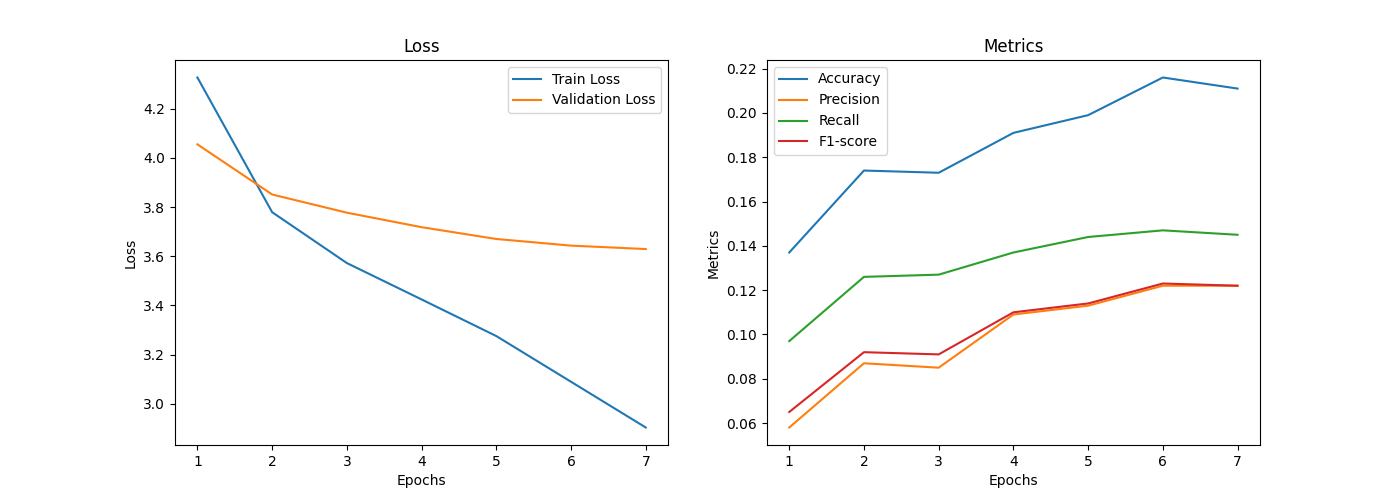 Loss
Train Loss
Validation Loss
4.2
4.0
3.8
3.6
3.4
3.2
3.0
Loss
1 2 3 4 5 6 7
Epochs
Metrics
Accuracy
Precision
Recall
F1-score
0.22
0.20
0.18
0.16
0.14
0.12
0.10
0.08
0.06
Metrics
1 2 3 4 5 6 7
Epochs